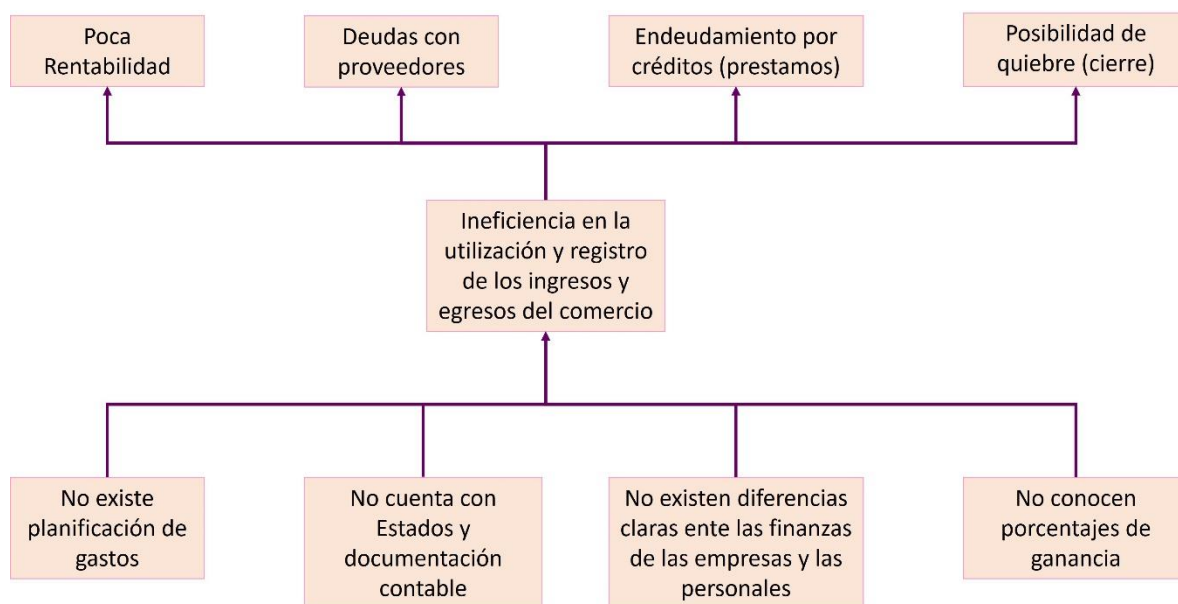 Poca
Rentabilidad
Deudas con
proveedores
Endeudamiento por
créditos (prestamos)
Posibilidad de
quiebre (cierre)
Ineficiencia en la
utilización y registro
de los ingresos y
egresos del comercio
No existe
planificación de
gastos
No cuenta con
Estados y
documentación
contable
No existen diferencias
claras ente las finanzas
de las empresas y las
personales
No conocen
porcentajes de
ganancia